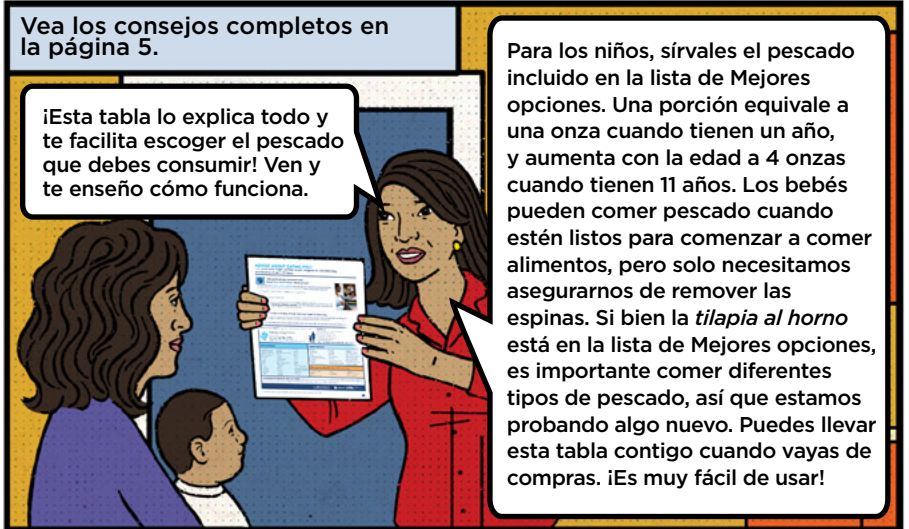 Vea los consejos completos en
la página 5.
¡Esta tabla lo explica todo y
te facilita escoger el pescado
que debes consumir! Ven y
te enseño cómo funciona.
Para los niños, sírvales el pescado
incluido en la lista de Mejores
opciones. Una porción equivale a
una onza cuando tienen un año,
y aumenta con la edad a 4 onzas
cuando tienen 11 años. Los bebés
pueden comer pescado cuando
estén listos para comenzar a comer
alimentos, pero solo necesitamos
asegurarnos de remover las
espinas. Si bien la tilapia al horno
está en la lista de Mejores opciones,
es importante comer diferentes
tipos de pescado, así que estamos
probando algo nuevo. Puedes llevar
esta tabla contigo cuando vayas de
compras. ¡Es muy fácil de usar!